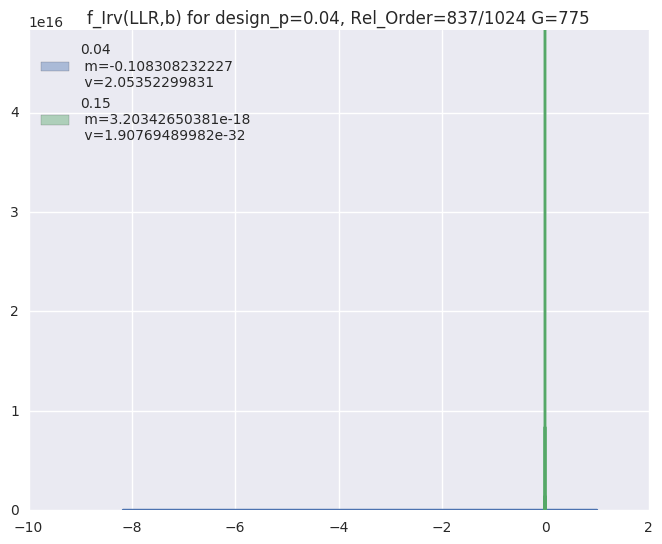 f_Irv(LLR,b) for design_p=0.04, Rel_Order=837/1024 G=775
1e16
0.04
m=-0.108308232227
v=2.05352299831
0.15
m=3.20342650381e-18
v=1.90769489982e-32
4
3
2
1
0
−10 −8 −6 −4 −2 0 2